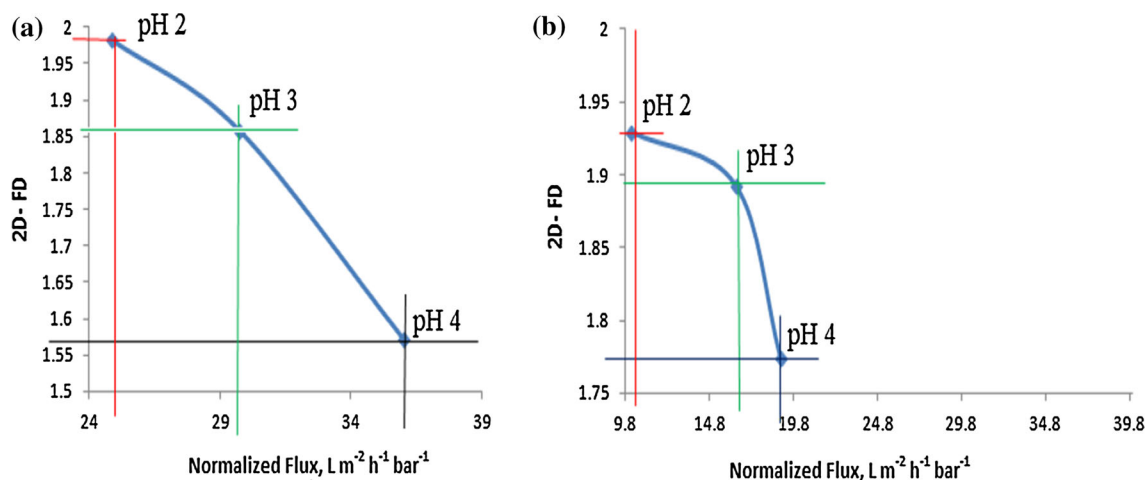 (a)
2D- FD
2
1.95
1.9
1.85
1.8
1.75
1.7
1.65
1.6
1.55
1.5
pH 2
pH 3
pH 4
24 29 34 39
Normalized Flux, L m⁻² h⁻¹ bar⁻¹
(b)
2D- FD
2
1.95
1.9
1.85
1.8
1.75
pH 2
pH 3
pH 4
9.8 14.8 19.8 24.8 29.8 34.8 39.8
Normalized Flux, L m⁻² h⁻¹ bar⁻¹